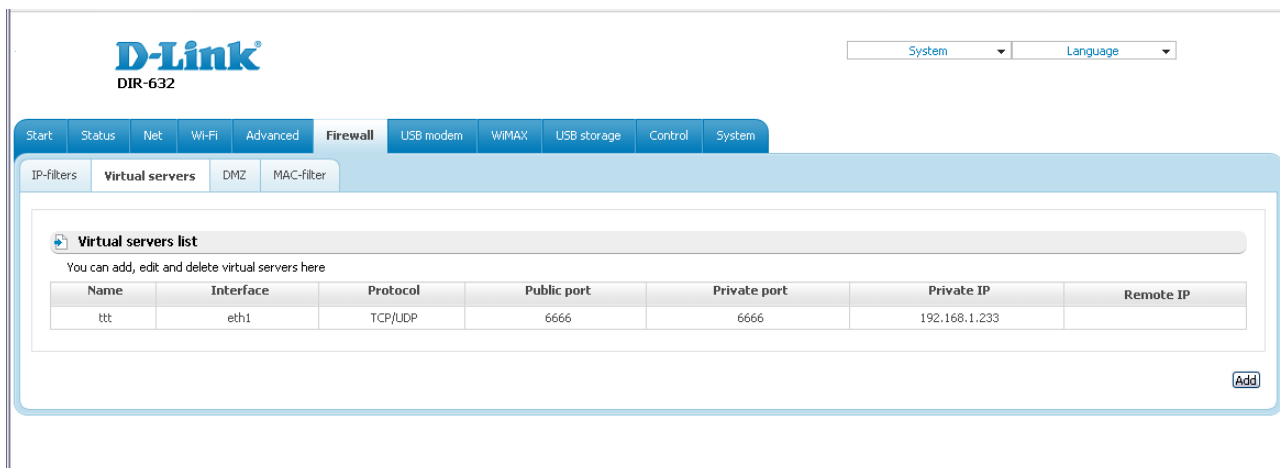 D-Link
System
Language
DIR-632
Start Status Net Wi-Fi Advanced Firewall USB modem WiMAX USB storage Control System
IP-filters Virtual servers DMZ MAC-filter
Virtual servers list
You can add, edit and delete virtual servers here
Name Interface Protocol Public port Private port Private IP Remote IP
ttt eth1 TCP/UDP 6666 6666 192.168.1.233
Add